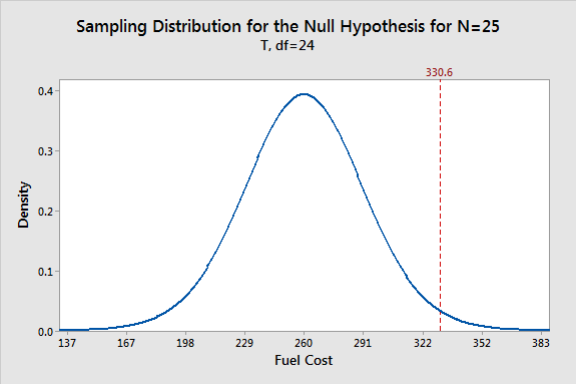 Sampling Distribution for the Null Hypothesis for N=25
T, df=24
330.6
0.4
0.3
0.2
0.1
0.0
Density
137 167 198 229 260 291 322 352 383
Fuel Cost